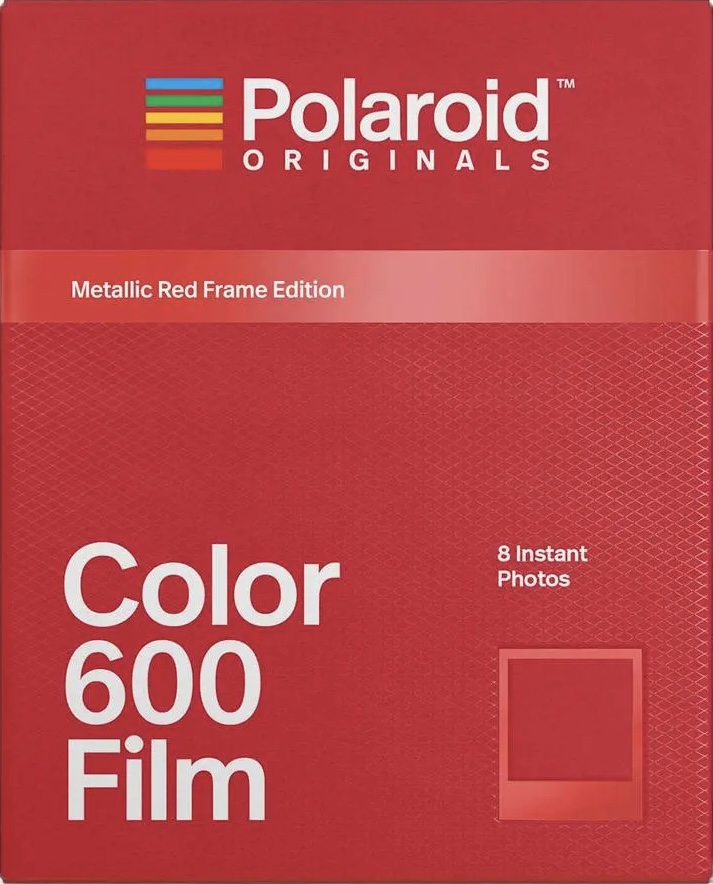 Polaroid™
ORIGINALS
Metallic Red Frame Edition
8 Instant
Photos
Color
600
Film